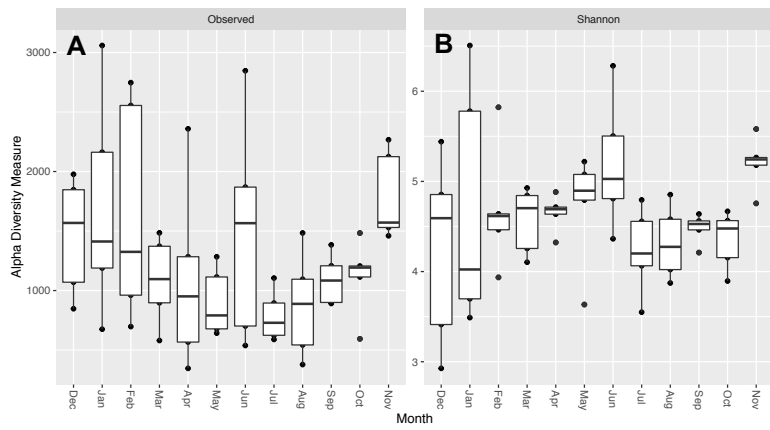 Observed
Shannon
A
B
3000
2000
1000
6
5
4
3
Alpha Diversity Measure
Dec Jan Feb Mar Apr May Jun Jul Aug Sep Oct Nov
Dec Jan Feb Mar Apr May Jun Jul Aug Sep Oct Nov
Month